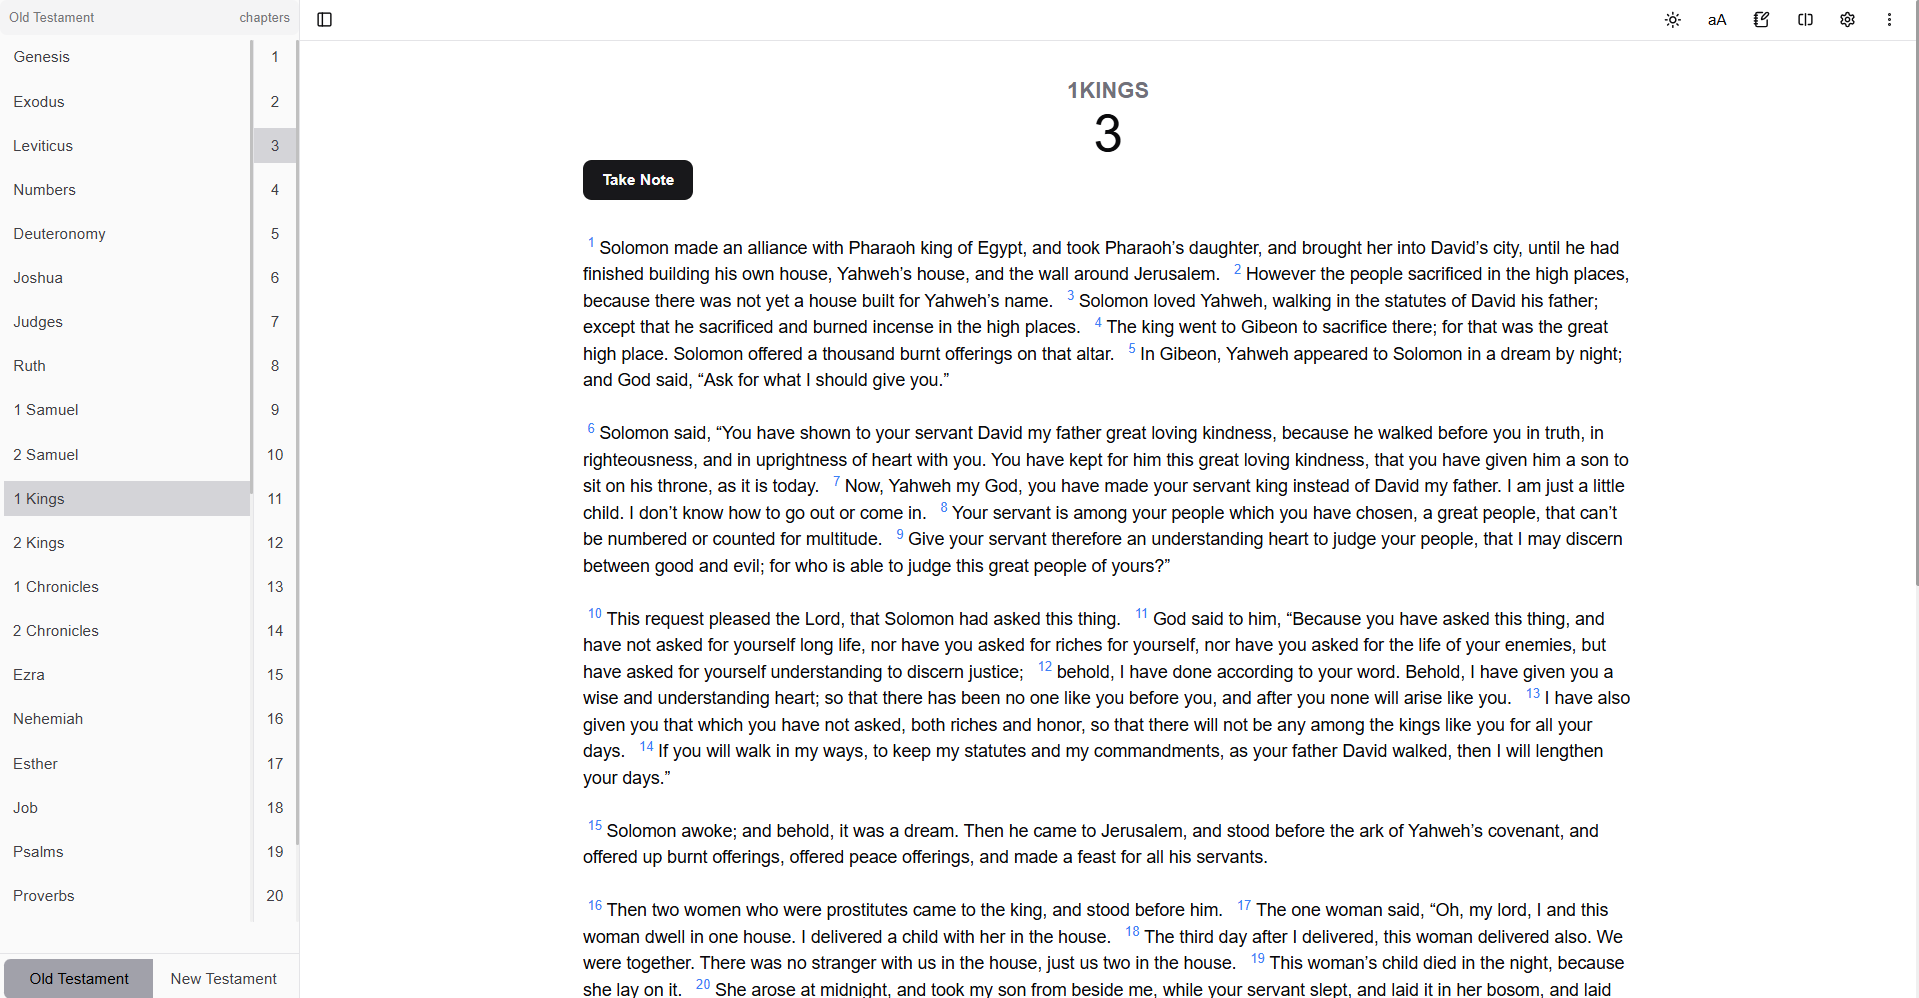 Old Testament chapters
Genesis 1
Exodus 2
Leviticus 3
Numbers 4
Deuteronomy 5
Joshua 6
Judges 7
Ruth 8
1 Samuel 9
2 Samuel 10
1 Kings 11
2 Kings 12
1 Chronicles 13
2 Chronicles 14
Ezra 15
Nehemiah 16
Esther 17
Job 18
Psalms 19
Proverbs 20
Old Testament New Testament
aA
1KINGS
3
Take Note
1 Solomon made an alliance with Pharaoh king of Egypt, and took Pharaoh’s daughter, and brought her into David’s city, until he had
finished building his own house, Yahweh’s house, and the wall around Jerusalem. 2 However the people sacrificed in the high places,
because there was not yet a house built for Yahweh’s name. 3 Solomon loved Yahweh, walking in the statutes of David his father;
except that he sacrificed and burned incense in the high places. 4 The king went to Gibeon to sacrifice there; for that was the great
high place. Solomon offered a thousand burnt offerings on that altar. 5 In Gibeon, Yahweh appeared to Solomon in a dream by night;
and God said, “Ask for what I should give you.”
6 Solomon said, “You have shown to your servant David my father great loving kindness, because he walked before you in truth, in
righteousness, and in uprightness of heart with you. You have kept for him this great loving kindness, that you have given him a son to
sit on his throne, as it is today. 7 Now, Yahweh my God, you have made your servant king instead of David my father. I am just a little
child. I don’t know how to go out or come in. 8 Your servant is among your people which you have chosen, a great people, that can’t
be numbered or counted for multitude. 9 Give your servant therefore an understanding heart to judge your people, that I may discern
between good and evil; for who is able to judge this great people of yours?”
10 This request pleased the Lord, that Solomon had asked this thing. 11 God said to him, “Because you have asked this thing, and
have not asked for yourself long life, nor have you asked for riches for yourself, nor have you asked for the life of your enemies, but
have asked for yourself understanding to discern justice; 12 behold, I have done according to your word. Behold, I have given you a
wise and understanding heart; so that there has been no one like you before you, and after you none will arise like you. 13 I have also
given you that which you have not asked, both riches and honor, so that there will not be any among the kings like you for all your
days. 14 If you will walk in my ways, to keep my statutes and my commandments, as your father David walked, then I will lengthen
your days.”
15 Solomon awoke; and behold, it was a dream. Then he came to Jerusalem, and stood before the ark of Yahweh’s covenant, and
offered up burnt offerings, offered peace offerings, and made a feast for all his servants.
16 Then two women who were prostitutes came to the king, and stood before him. 17 The one woman said, “Oh, my lord, I and this
woman dwell in one house. I delivered a child with her in the house. 18 The third day after I delivered, this woman delivered also. We
were together. There was no stranger with us in the house, just us two in the house. 19 This woman’s child died in the night, because
she lay on it. 20 She arose at midnight, and took my son from beside me, while your servant slept, and laid it in her bosom, and laid